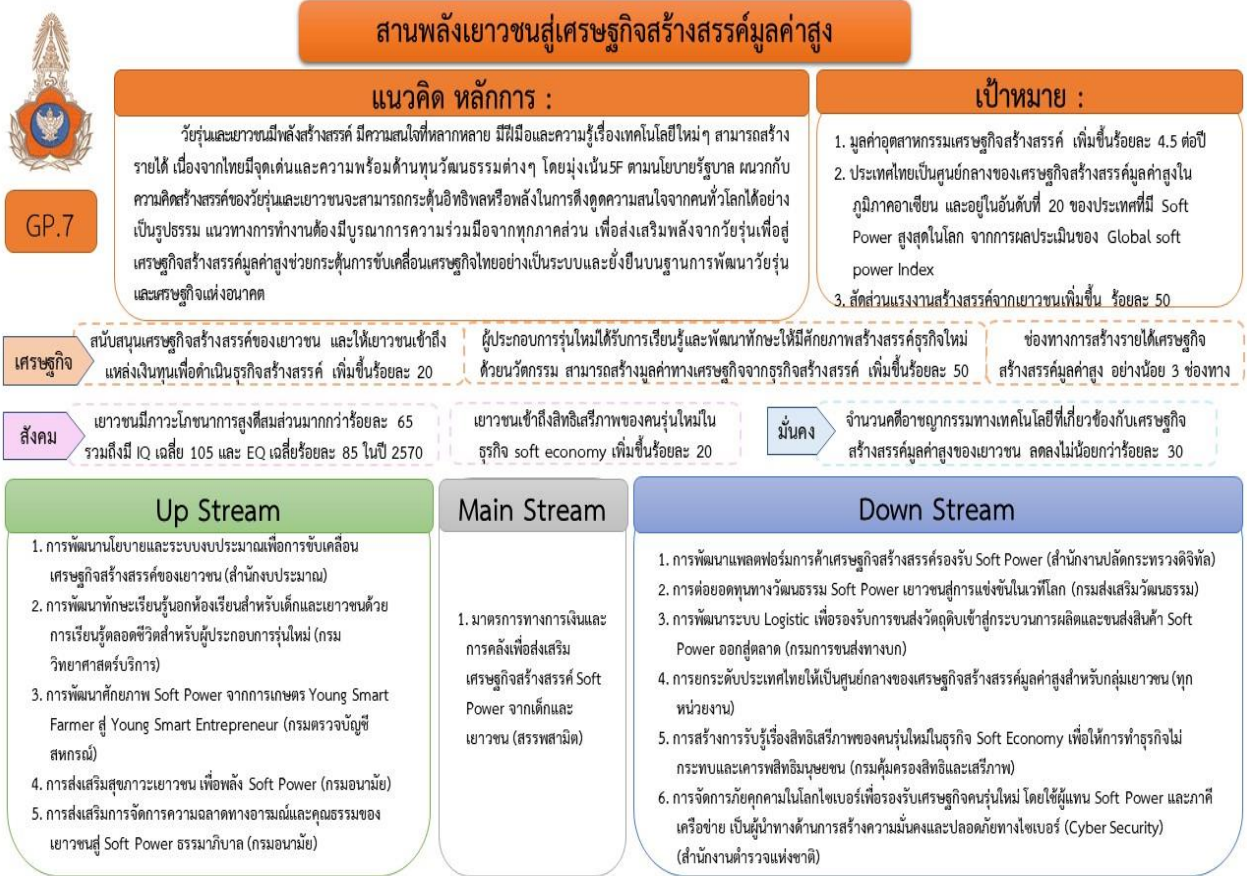 สานพลังเยาวชนสู่เศรษฐกิจสร้างสรรค์มูลค่าสูง
GP.7
แนวคิด หลักการ :
วัยรุ่นและเยาวชนมีพลังสร้างสรรค์ มีความสนใจที่หลากหลาย มีฝีมือและความรู้เรื่องเทคโนโลยีใหม่ๆ สามารถสร้าง
รายได้ เนื่องจากไทยมีจุดเด่นและความพร้อมด้านทุนวัฒนธรรมต่างๆ โดยมุ่งเน้น5F ตามนโยบายรัฐบาล ผนวกกับ
ความคิดสร้างสรรค์ของวัยรุ่นและเยาวชนจะสามารถกระตุ้นอิทธิพลหรือพลังในการดึงดูดความสนใจจากคนทั่วโลกได้อย่าง
เป็นรูปธรรม แนวทางการทำงานต้องมีบูรณาการความร่วมมือจากทุกภาคส่วน เพื่อส่งเสริมพลังจากวัยรุ่นเพื่อสู่
เศรษฐกิจสร้างสรรค์มูลค่าสูงช่วยกระตุ้นการขับเคลื่อนเศรษฐกิจไทยอย่างเป็นระบบและยั่งยืนบนฐานการพัฒนาวัยรุ่น
และเศรษฐกิจแห่งอนาคต
เป้าหมาย :
1. มูลค่าอุตสาหกรรมเศรษฐกิจสร้างสรรค์ เพิ่มขึ้นร้อยละ 4.5 ต่อปี
2. ประเทศไทยเป็นศูนย์กลางของเศรษฐกิจสร้างสรรค์มูลค่าสูงใน
ภูมิภาคอาเซียน และอยู่ในอันดับที่ 20 ของประเทศที่มี Soft
Power สูงสุดในโลก จากการผลประเมินของ Global soft
power Index
3. สัดส่วนแรงงานสร้างสรรค์จากเยาวชนเพิ่มขึ้น ร้อยละ 50
เศรษฐกิจ
สนับสนุนเศรษฐกิจสร้างสรรค์ของเยาวชน และให้เยาวชนเข้าถึง
แหล่งเงินทุนเพื่อดำเนินธุรกิจสร้างสรรค์ เพิ่มขึ้นร้อยละ 20
ผู้ประกอบการรุ่นใหม่ได้รับการเรียนรู้และพัฒนาทักษะให้มีศักยภาพสร้างสรรค์ธุรกิจใหม่
ด้วยนวัตกรรม สามารถสร้างมูลค่าทางเศรษฐกิจจากธุรกิจสร้างสรรค์ เพิ่มขึ้นร้อยละ 50
ช่องทางการสร้างรายได้เศรษฐกิจ
สร้างสรรค์มูลค่าสูง อย่างน้อย 3 ช่องทาง
สังคม
เยาวชนมีภาวะโภชนาการสูงดีสมส่วนมากกว่าร้อยละ 65
รวมถึงมี IQ เฉลี่ย 105 และ EQ เฉลี่ยร้อยละ 85 ในปี 2570
เยาวชนเข้าถึงสิทธิเสรีภาพของคนรุ่นใหม่ใน
ธุรกิจ soft economy เพิ่มขึ้นร้อยละ 20
มั่นคง
จำนวนคดีอาชญากรรมทางเทคโนโลยีที่เกี่ยวข้องกับเศรษฐกิจ
สร้างสรรค์มูลค่าสูงของเยาวชน ลดลงไม่น้อยกว่าร้อยละ 30
Up Stream
1. การพัฒนานโยบายและระบบงบประมาณเพื่อการขับเคลื่อน
เศรษฐกิจสร้างสรรค์ของเยาวชน (สำนักงบประมาณ)
2. การพัฒนาทักษะเรียนรู้นอกห้องเรียนสำหรับเด็กและเยาวชนด้วย
การเรียนรู้ตลอดชีวิตสำหรับผู้ประกอบการรุ่นใหม่ (กรม
วิทยาศาสตร์บริการ)
3. การพัฒนาศักยภาพ Soft Power จากการเกษตร Young Smart
Farmer สู่ Young Smart Entrepreneur (กรมตรวจบัญชี
สหกรณ์)
4. การส่งเสริมสุขภาวะเยาวชน เพื่อพลัง Soft Power (กรมอนามัย)
5. การส่งเสริมการจัดการความฉลาดทางอารมณ์และคุณธรรมของ
เยาวชนสู่ Soft Power ธรรมาภิบาล (กรมอนามัย)
Main Stream
1. มาตรการทางการเงินและ
การคลังเพื่อส่งเสริม
เศรษฐกิจสร้างสรรค์ Soft
Power จากเด็กและ
เยาวชน (สรรพสามิต)
Down Stream
1. การพัฒนาแพลตฟอร์มการค้าเศรษฐกิจสร้างสรรค์รองรับ Soft Power (สำนักงานปลัดกระทรวงดิจิทัล)
2. การต่อยอดทุนทางวัฒนธรรม Soft Power เยาวชนสู่การแข่งขันในเวทีโลก (กรมส่งเสริมวัฒนธรรม)
3. การพัฒนาระบบ Logistic เพื่อรองรับการขนส่งวัตถุดิบเข้าสู่กระบวนการผลิตและขนส่งสินค้า Soft
Power ออกสู่ตลาด (กรมการขนส่งทางบก)
4. การยกระดับประเทศไทยให้เป็นศูนย์กลางของเศรษฐกิจสร้างสรรค์มูลค่าสูงสำหรับกลุ่มเยาวชน (ทุก
หน่วยงาน)
5. การสร้างการรับรู้เรื่องสิทธิเสรีภาพของคนรุ่นใหม่ในธุรกิจ Soft Economy เพื่อให้การทำธุรกิจไม่
กระทบและเคารพสิทธิมนุษยชน (กรมคุ้มครองสิทธิและเสรีภาพ)
6. การจัดการภัยคุกคามในโลกไซเบอร์เพื่อรองรับเศรษฐกิจคนรุ่นใหม่ โดยใช้ผู้แทน Soft Power และภาคี
เครือข่าย เป็นผู้นำทางด้านการสร้างความมั่นคงและปลอดภัยทางไซเบอร์ (Cyber Security)
(สำนักงานตำรวจแห่งชาติ)